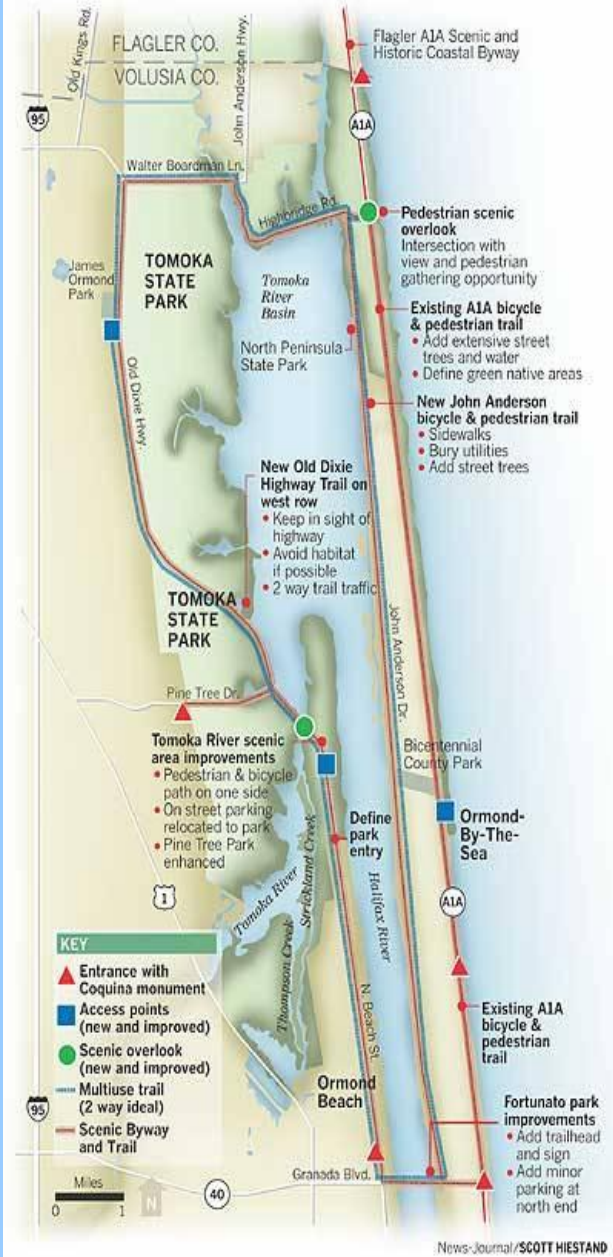 Old Kings Rd.
FLAGLER CO.
VOLUSIA CO.
John Anderson Hwy.
Flagler A1A Scenic and
Historic Coastal Byway
95
A1A
Walter Boardman Ln.
Highbridge Rd.
Pedestrian scenic
overlook
Intersection with
view and pedestrian
gathering opportunity
James
Ormond
Park
TOMOKA
STATE
PARK
Tomoka
River
Basin
North Peninsula
State Park
Existing A1A bicycle
& pedestrian trail
• Add extensive street
trees and water
• Define green native areas
New John Anderson
bicycle & pedestrian trail
• Sidewalks
• Bury utilities
• Add street trees
Old Dixie Hwy.
New Old Dixie
Highway Trail on
west row
• Keep in sight of
highway
• Avoid habitat
if possible
• 2 way trail traffic
TOMOKA
STATE
PARK
John Anderson Dr.
Pine Tree Dr.
Tomoka River scenic
area improvements
• Pedestrian & bicycle
path on one side
• On street parking
relocated to park
• Pine Tree Park
enhanced
Bicentennial
County Park
Ormond-
By-The-
Sea
Define
park
entry
Tomoka River
Strickland Creek
Thompson Creek
Halifax River
N. Beach St.
1
A1A
KEY
Entrance with
Coquina monument
Access points
(new and improved)
Scenic overlook
(new and improved)
Multiuse trail
(2 way ideal)
Scenic Byway
and Trail
Existing A1A
bicycle &
pedestrian
trail
Ormond
Beach
Fortunato park
improvements
• Add trailhead
and sign
• Add minor
parking at
north end
95
Granada Blvd.
40
Miles
0 1
N
News-Journal/SCOTT HIESTAND